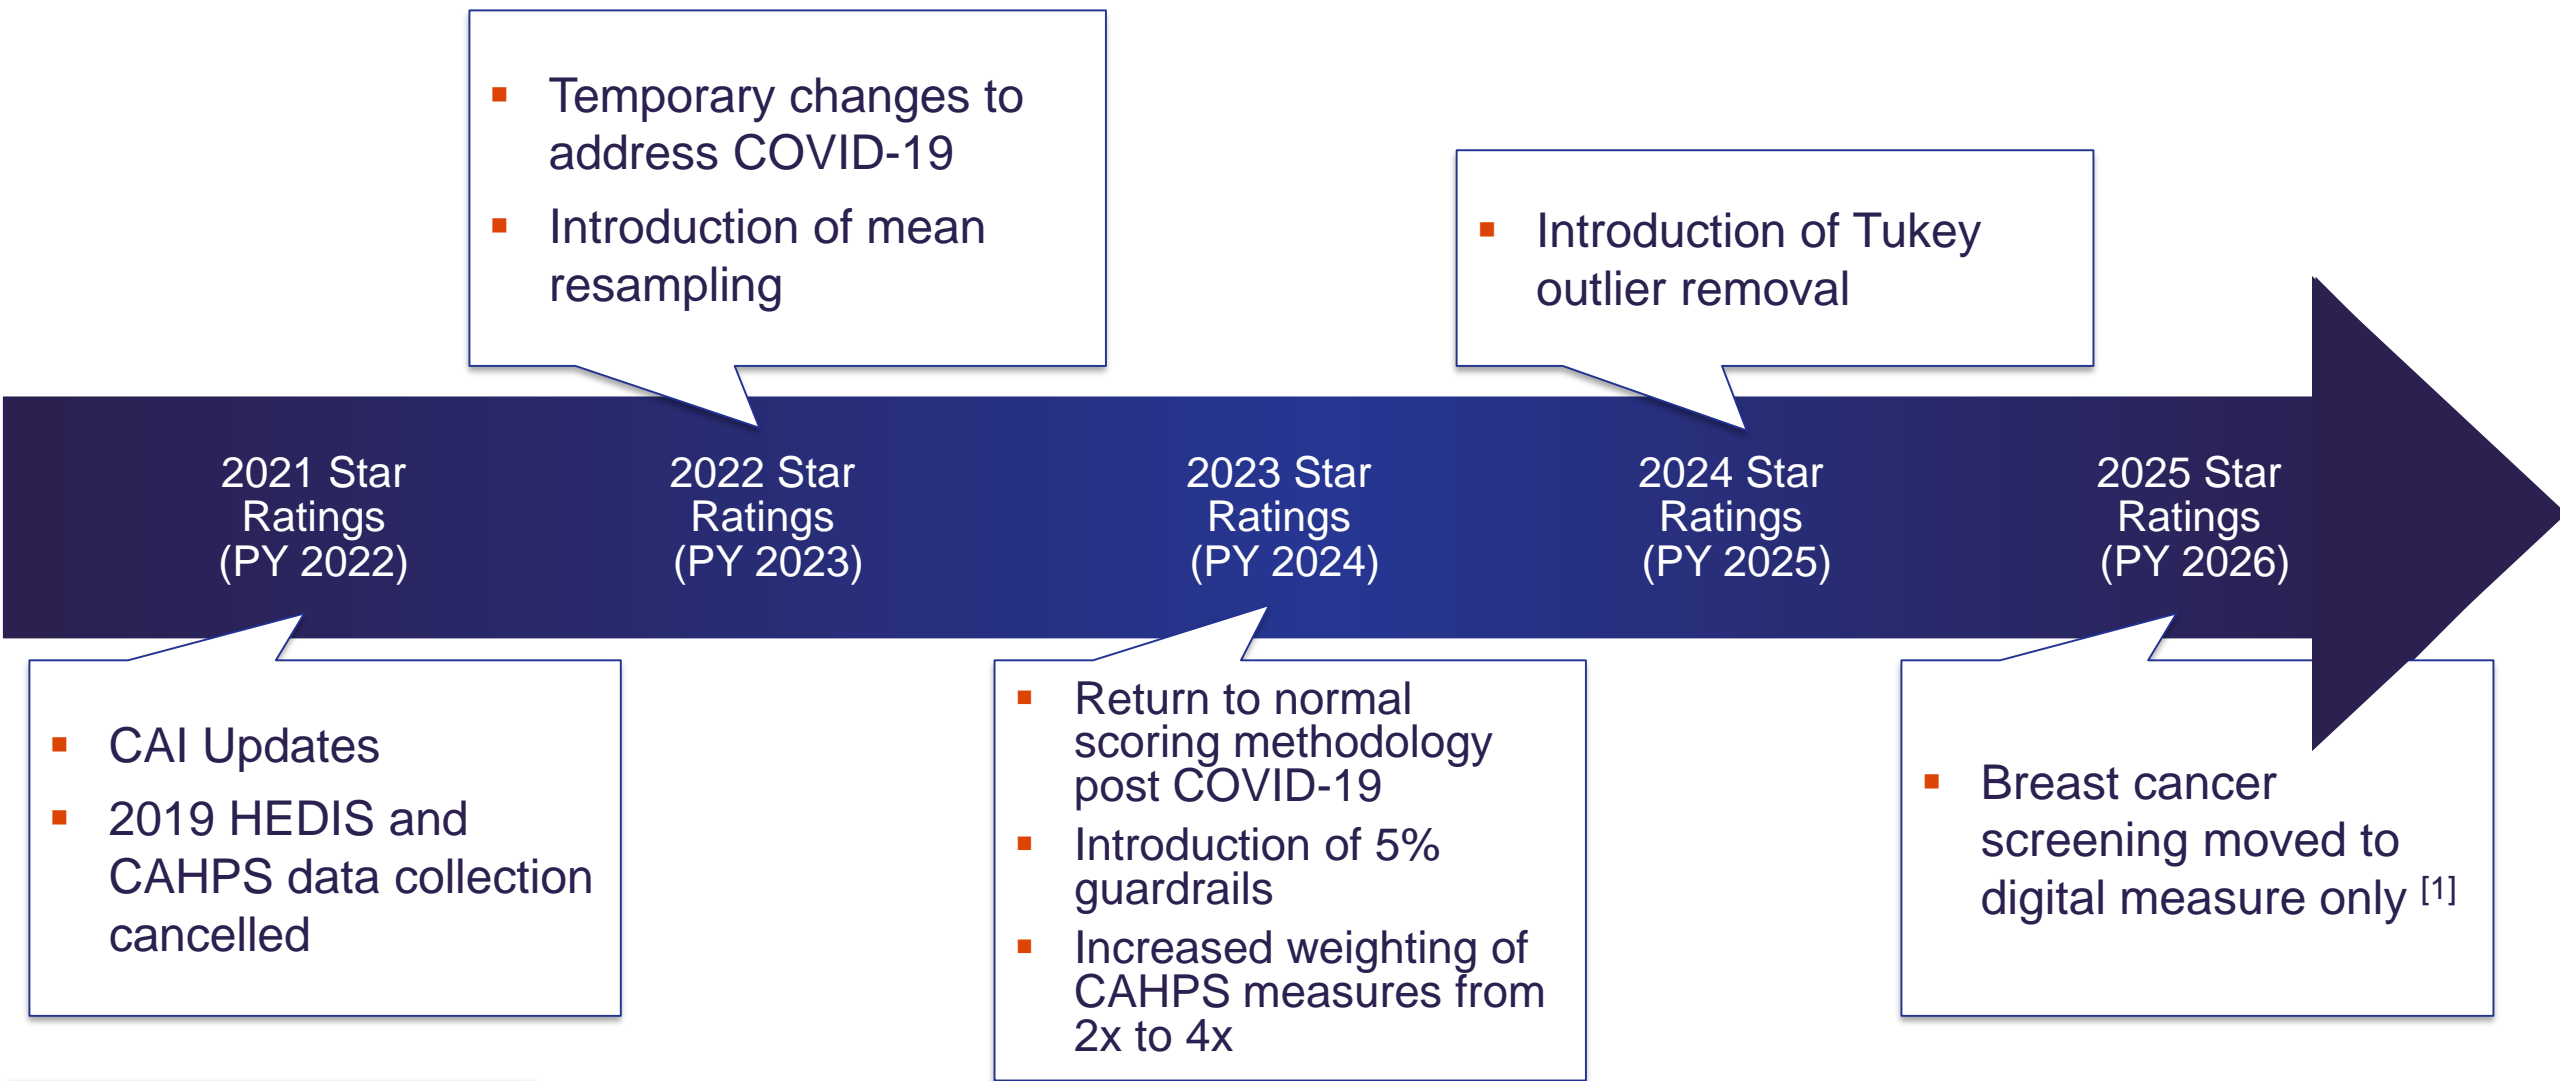 ▪ Temporary changes to
address COVID-19
▪ Introduction of mean
resampling
▪ Introduction of Tukey
outlier removal
2021 Star
Ratings
(PY 2022)
2022 Star
Ratings
(PY 2023)
2023 Star
Ratings
(PY 2024)
2024 Star
Ratings
(PY 2025)
2025 Star
Ratings
(PY 2026)
▪ CAI Updates
▪ 2019 HEDIS and
CAHPS data collection
cancelled
▪ Return to normal
scoring methodology
post COVID-19
▪ Introduction of 5%
guardrails
▪ Increased weighting of
CAHPS measures from
2x to 4x
▪ Breast cancer
screening moved to
digital measure only [1]